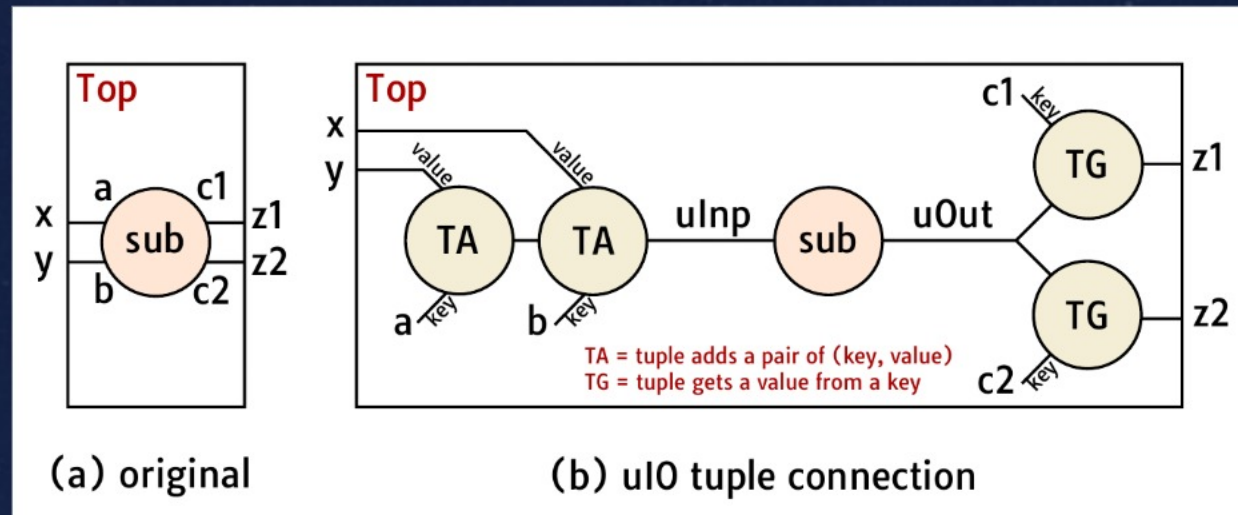 Top
a
c1
x
sub
z1
y
z2
b
c2
(a) original
Top
x
y
value
value
TA
TA
a
key
b
key
uInp
sub
uOut
c1
key
TG
z1
TG
z2
c2
key
TA = tuple adds a pair of (key, value)
TG = tuple gets a value from a key
(b) uIO tuple connection